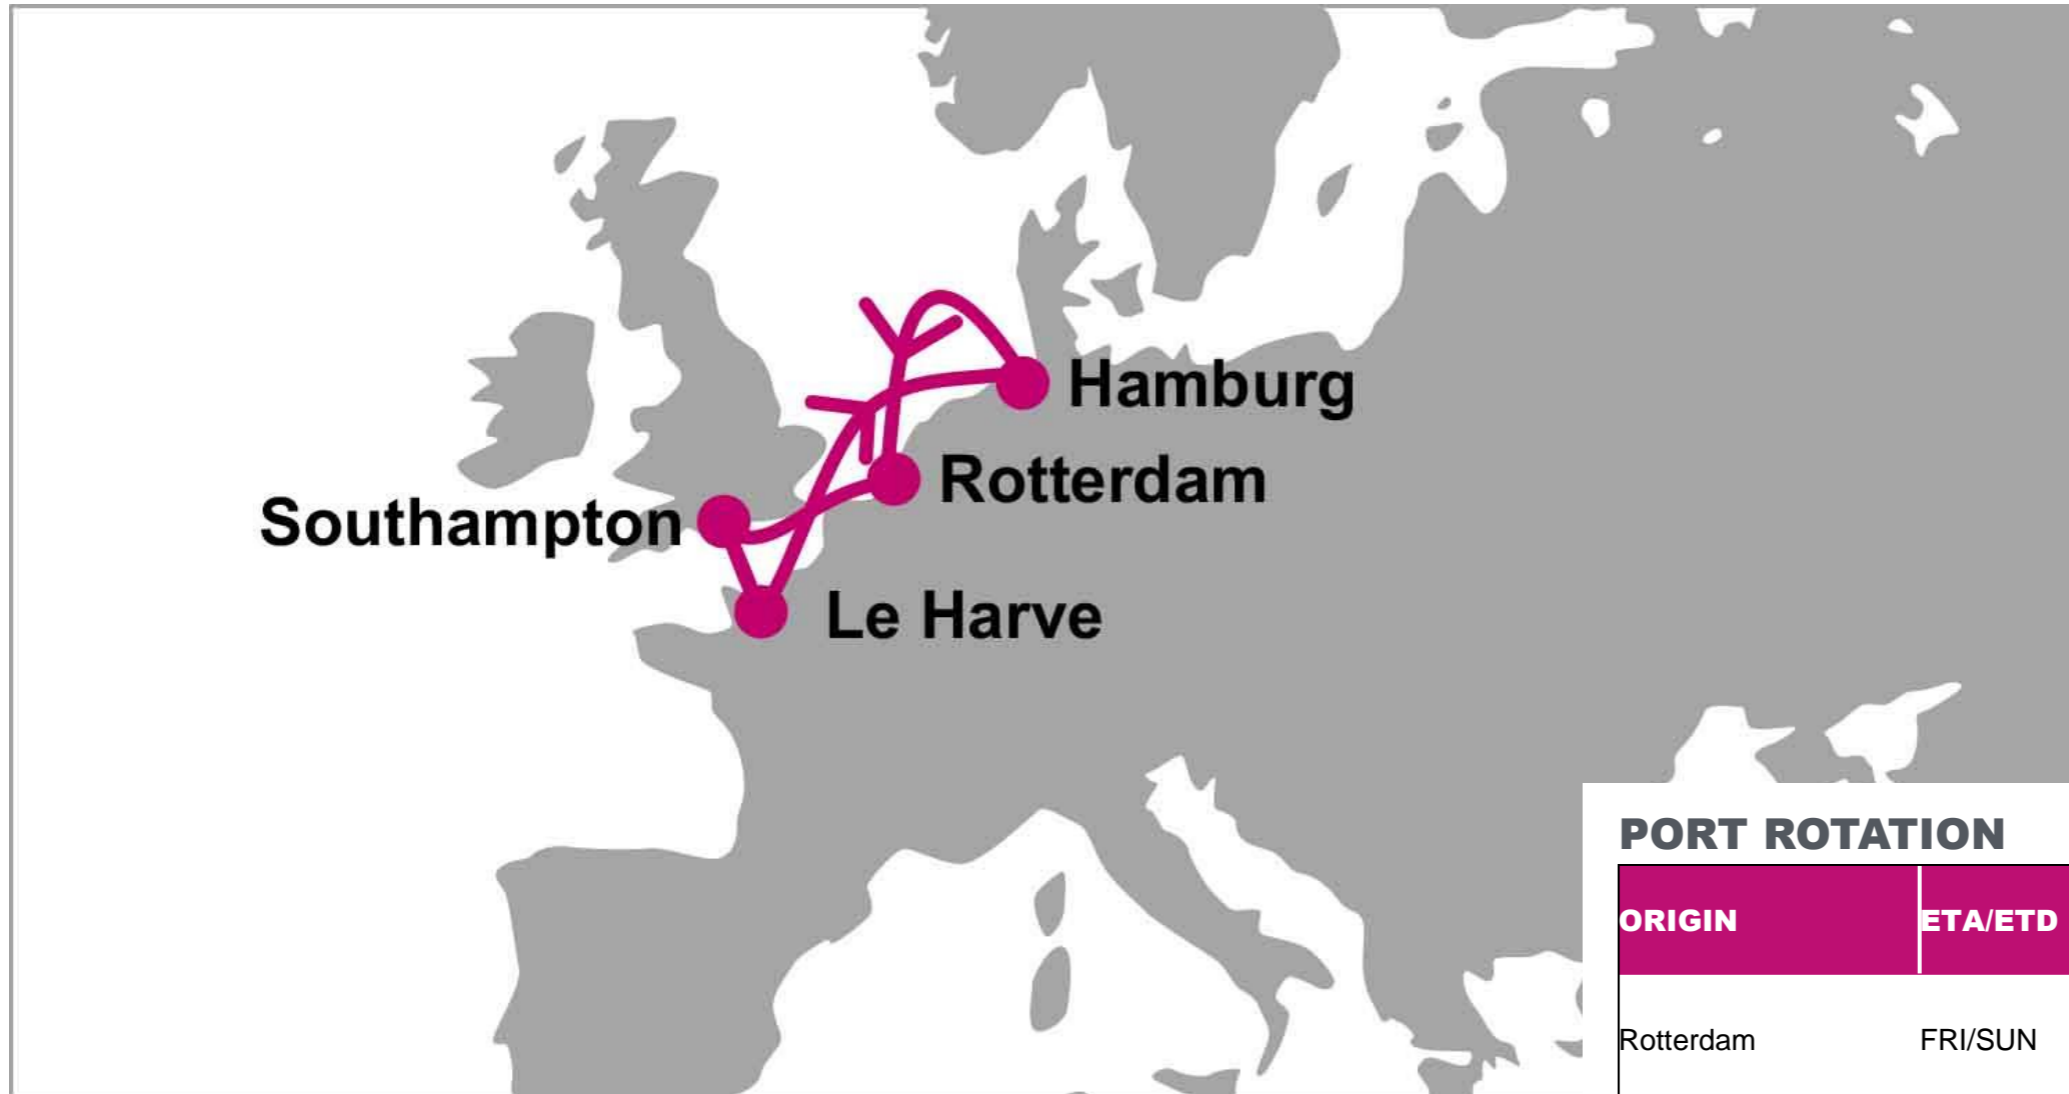 Hamburg
Rotterdam
Southampton
Le Harve
PORT ROTATION
ORIGIN ETA/ETD
Rotterdam FRI/SUN